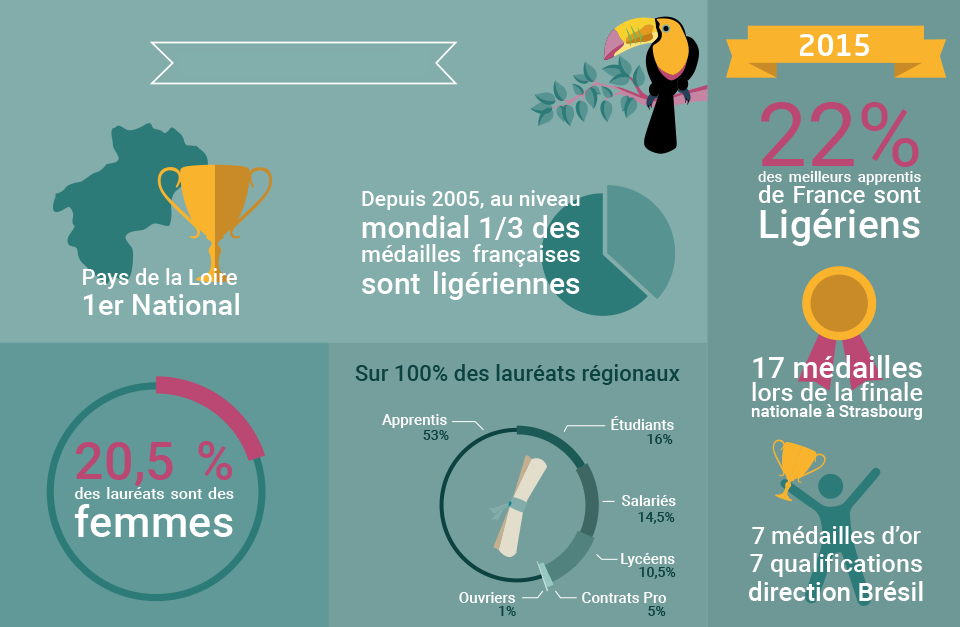 Pays de la Loire
1er National
Depuis 2005, au niveau
mondial 1/3 des
médailles françaises
sont ligériennes
2015
22%
des meilleurs apprentis
de France sont
Ligériens
17 médailles
lors de la finale
nationale à Strasbourg
7 médailles d'or
7 qualifications
direction Brésil
20,5 %
des lauréats sont des
femmes
Sur 100% des lauréats régionaux
Apprentis
53%
Étudiants
16%
Salariés
14,5%
Lycéens
10,5%
Contrats Pro
5%
Ouvriers
1%